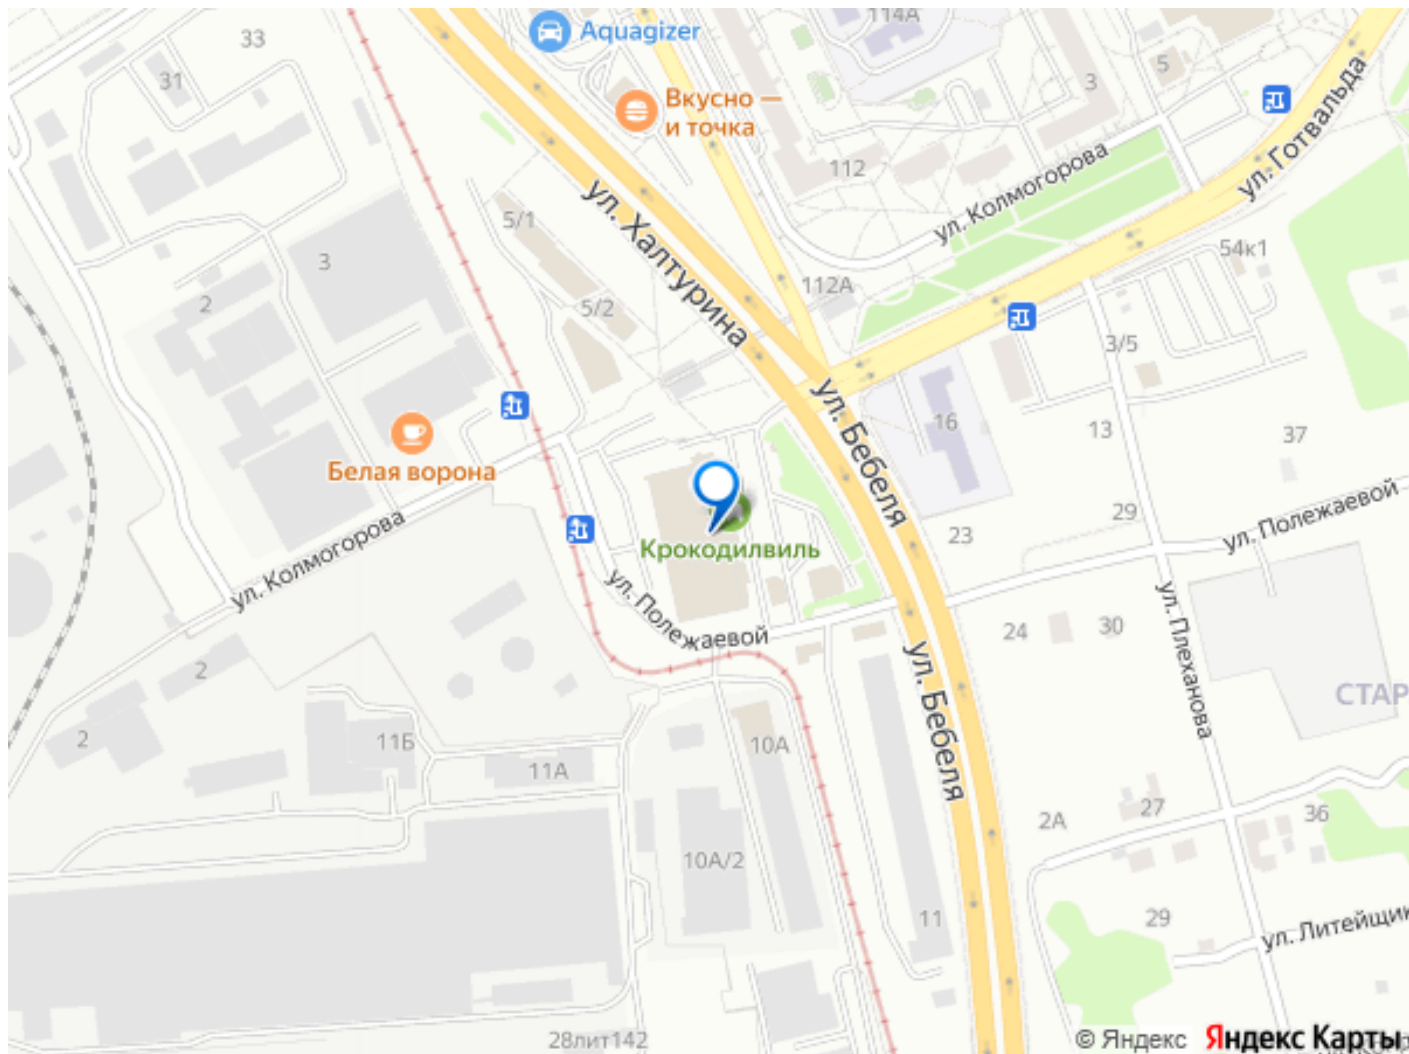 33
114А
Aquagizer
31
3
5
Вкусно —
и точка
112
ул. Готвальда
ул. Колмогорова
5/1
ул. Халтурина
54к1
3
2
112А
5/2
3/5
ул. Бебеля
16
13
37
Белая ворона
29
ул. Полежаевой
23
ул. Колмогорова
Крокодилвиль
ул. Полежаевой
ул. Плеханова
24
30
2
ул. Бебеля
СТАР
2
11Б
10А
11А
2А
27
36
10А/2
11
29
ул. Литейщик
28лит142
© Яндекс
Яндекс Карты